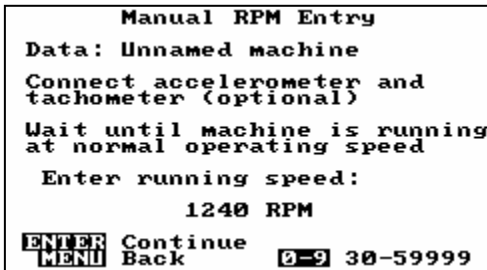 Manual RPM Entry
Data: Unnamed machine
Connect accelerometer and
tachometer (optional)
Wait until machine is running
at normal operating speed
Enter running speed:
1240 RPM
ENTER Continue
MENU Back 0-9 30-59999